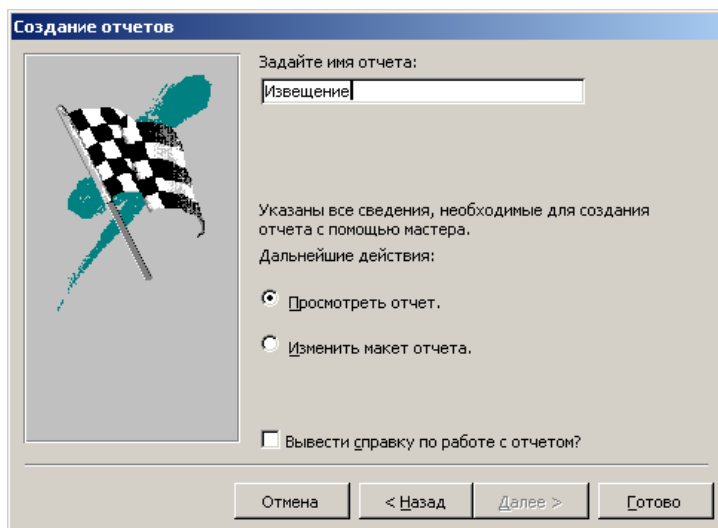 Создание отчетов
Задайте имя отчета:
Извещение
Указаны все сведения, необходимые для создания
отчета с помощью мастера.
Дальнейшие действия:
Просмотреть отчет.
Изменить макет отчета.
Вывести справку по работе с отчетом?
Отмена
< Назад
Далее >
Готово